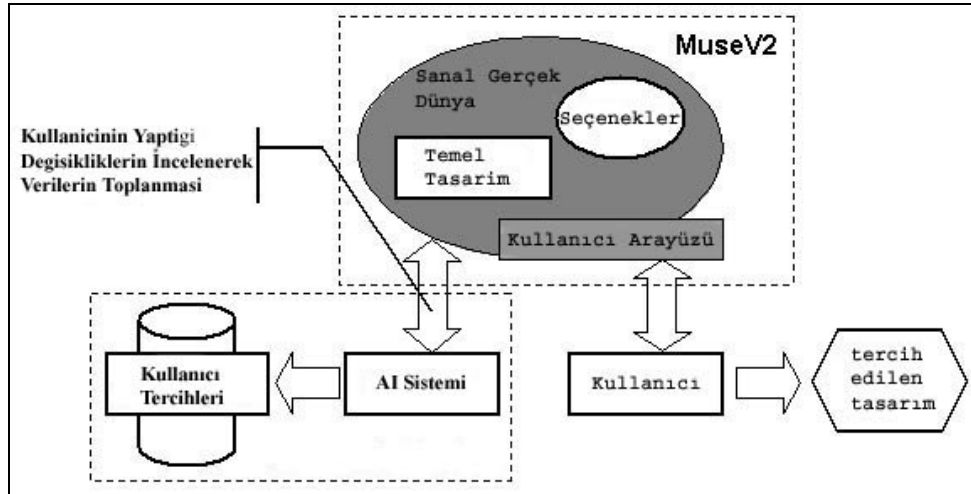 MuseV2
Sanal Gerçek
Dünya
Seçenekler
Temel
Tasarim
Kullanıcı Arayüzü
Kullanicinin Yaptigi
Degisikliklerin İncelenerek
Verilerin Toplanmasi
Kullanıcı
Tercihleri
AI Sistemi
Kullanıcı
tercih
edilen
tasarım